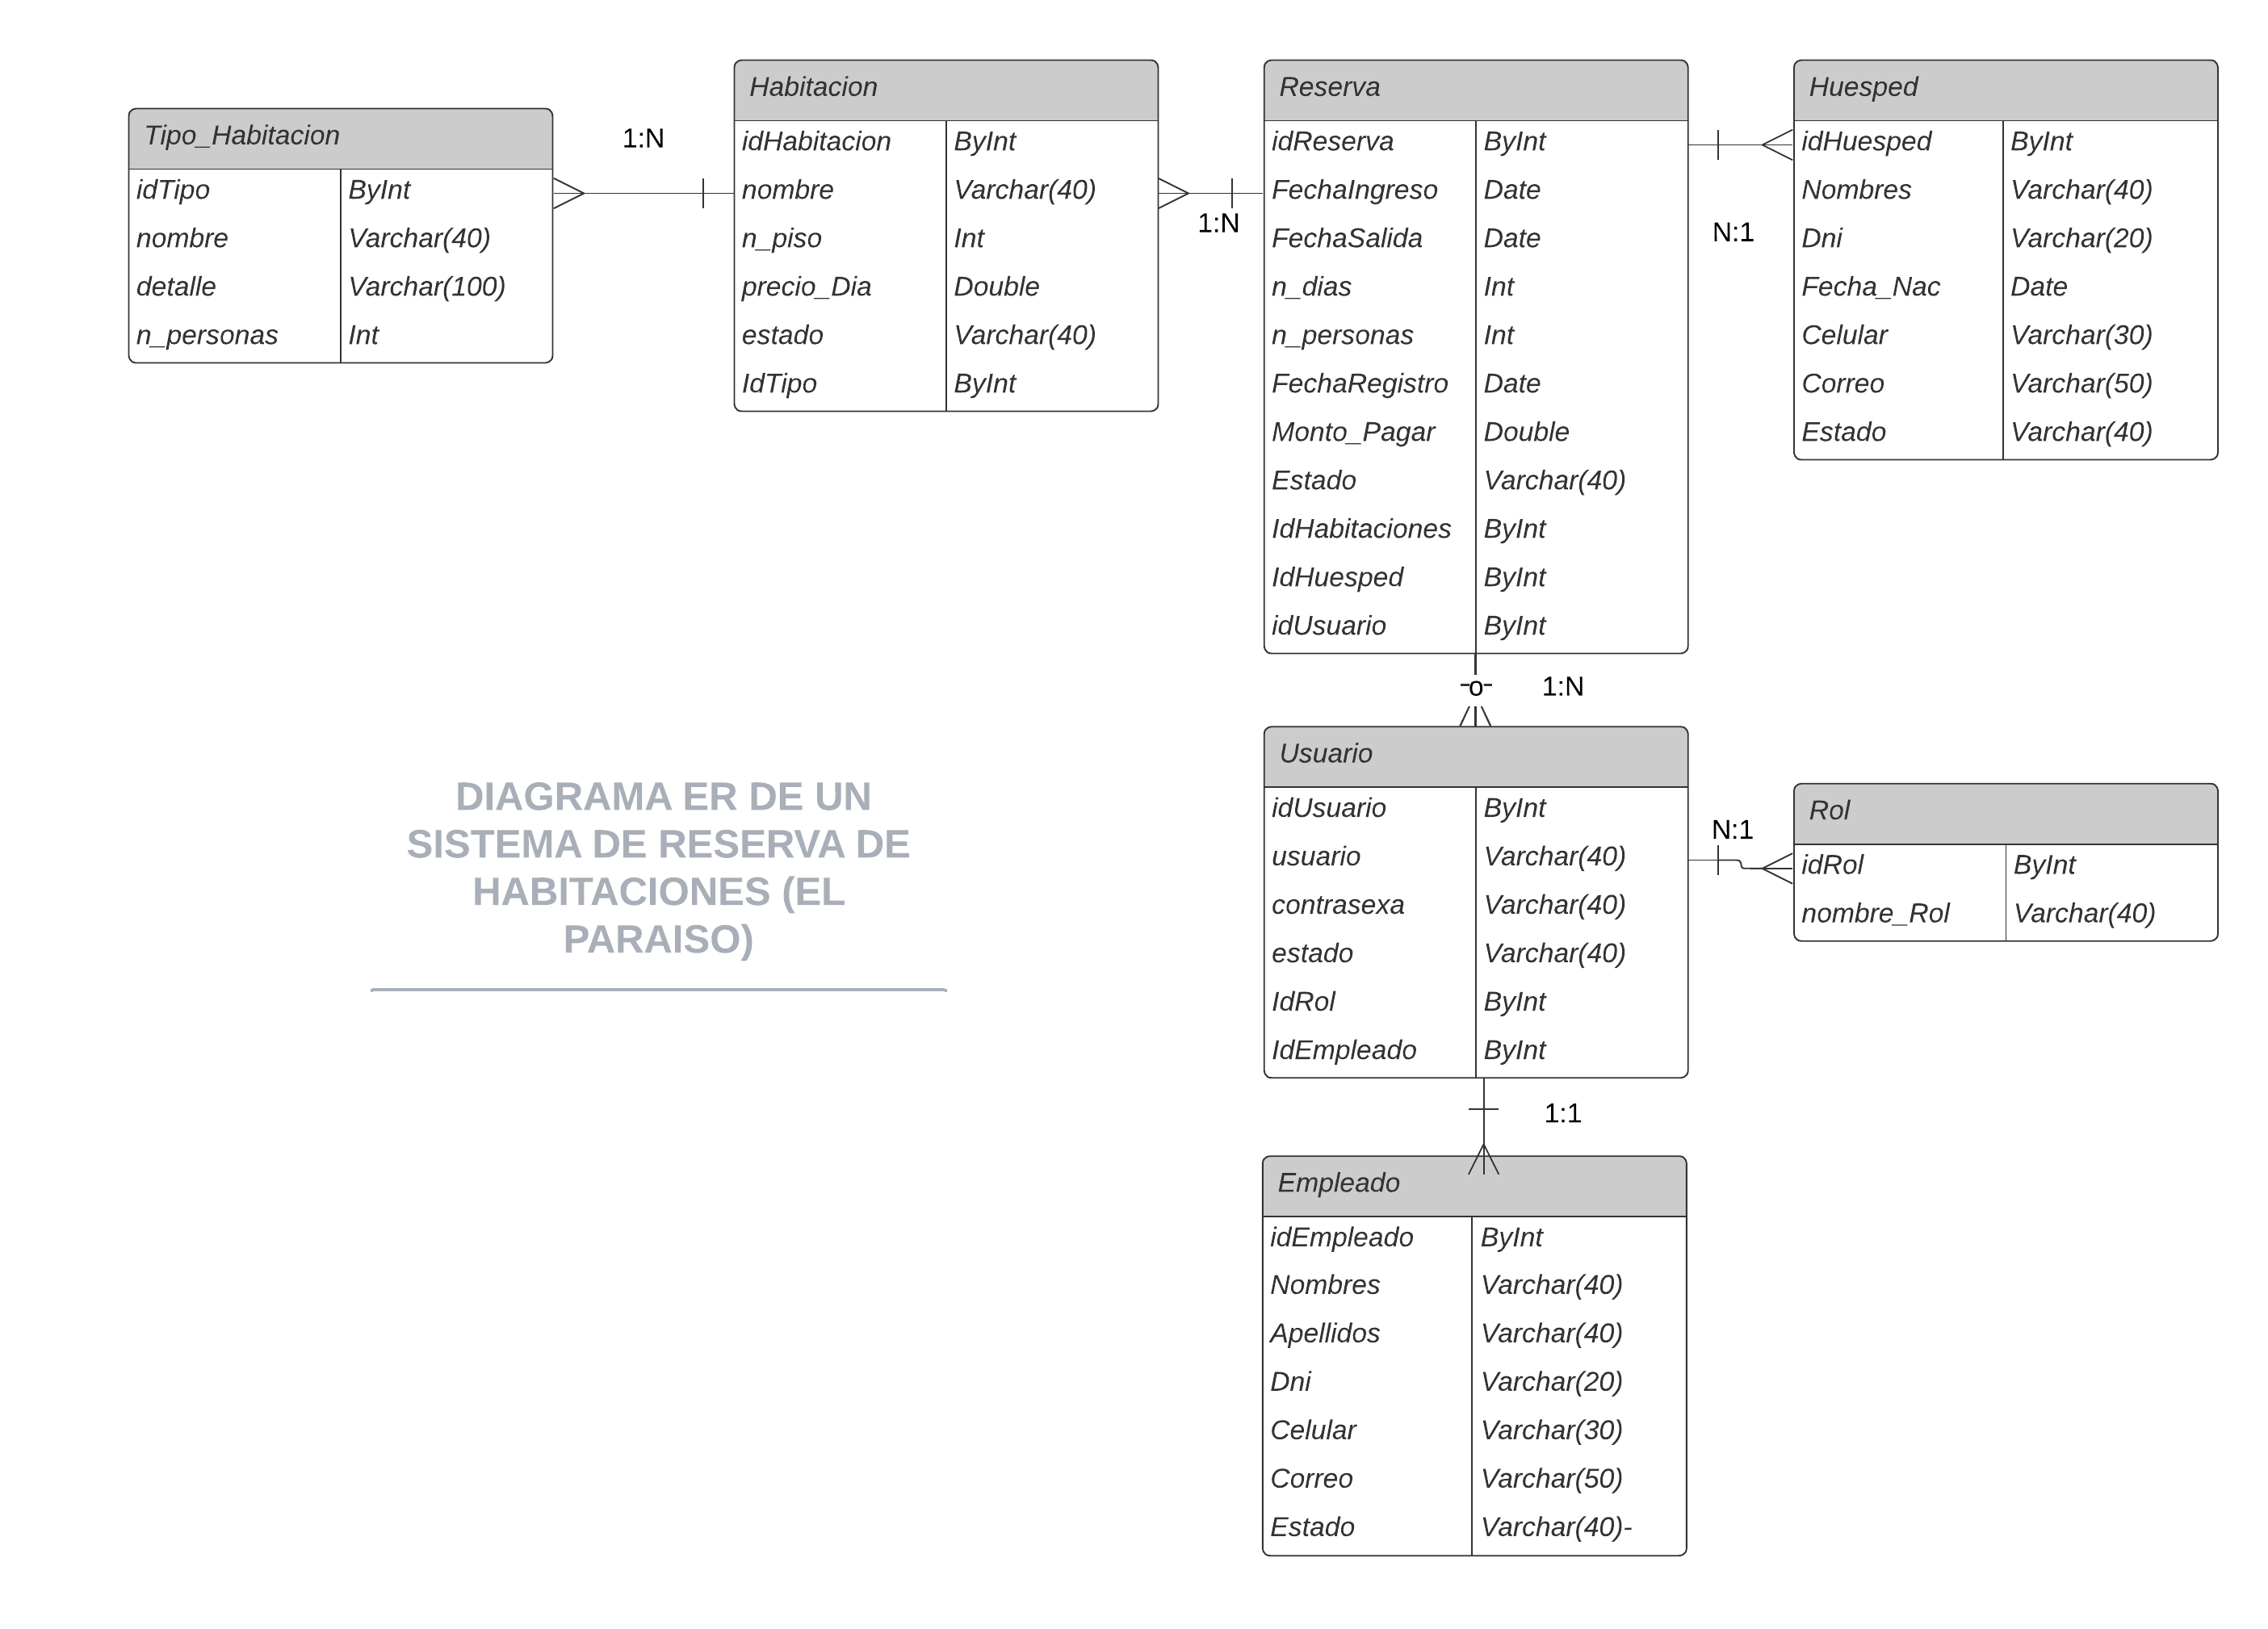 Tipo_Habitacion
idTipo ByInt
nombre Varchar(40)
detalle Varchar(100)
n_personas Int
1:N
Habitacion
idHabitacion ByInt
nombre Varchar(40)
n_piso Int
precio_Dia Double
estado Varchar(40)
IdTipo ByInt
1:N
Reserva
idReserva ByInt
FechaIngreso Date
FechaSalida Date
n_dias Int
n_personas Int
FechaRegistro Date
Monto_Pagar Double
Estado Varchar(40)
IdHabitaciones ByInt
IdHuesped ByInt
idUsuario ByInt
N:1
Huesped
idHuesped ByInt
Nombres Varchar(40)
Dni Varchar(20)
Fecha_Nac Date
Celular Varchar(30)
Correo Varchar(50)
Estado Varchar(40)
1:N
Usuario
idUsuario ByInt
usuario Varchar(40)
contrasexa Varchar(40)
estado Varchar(40)
IdRol ByInt
IdEmpleado ByInt
N:1
Rol
idRol ByInt
nombre_Rol Varchar(40)
1:1
Empleado
idEmpleado ByInt
Nombres Varchar(40)
Apellidos Varchar(40)
Dni Varchar(20)
Celular Varchar(30)
Correo Varchar(50)
Estado Varchar(40)-
DIAGRAMA ER DE UN
SISTEMA DE RESERVA DE
HABITACIONES (EL
PARAISO)